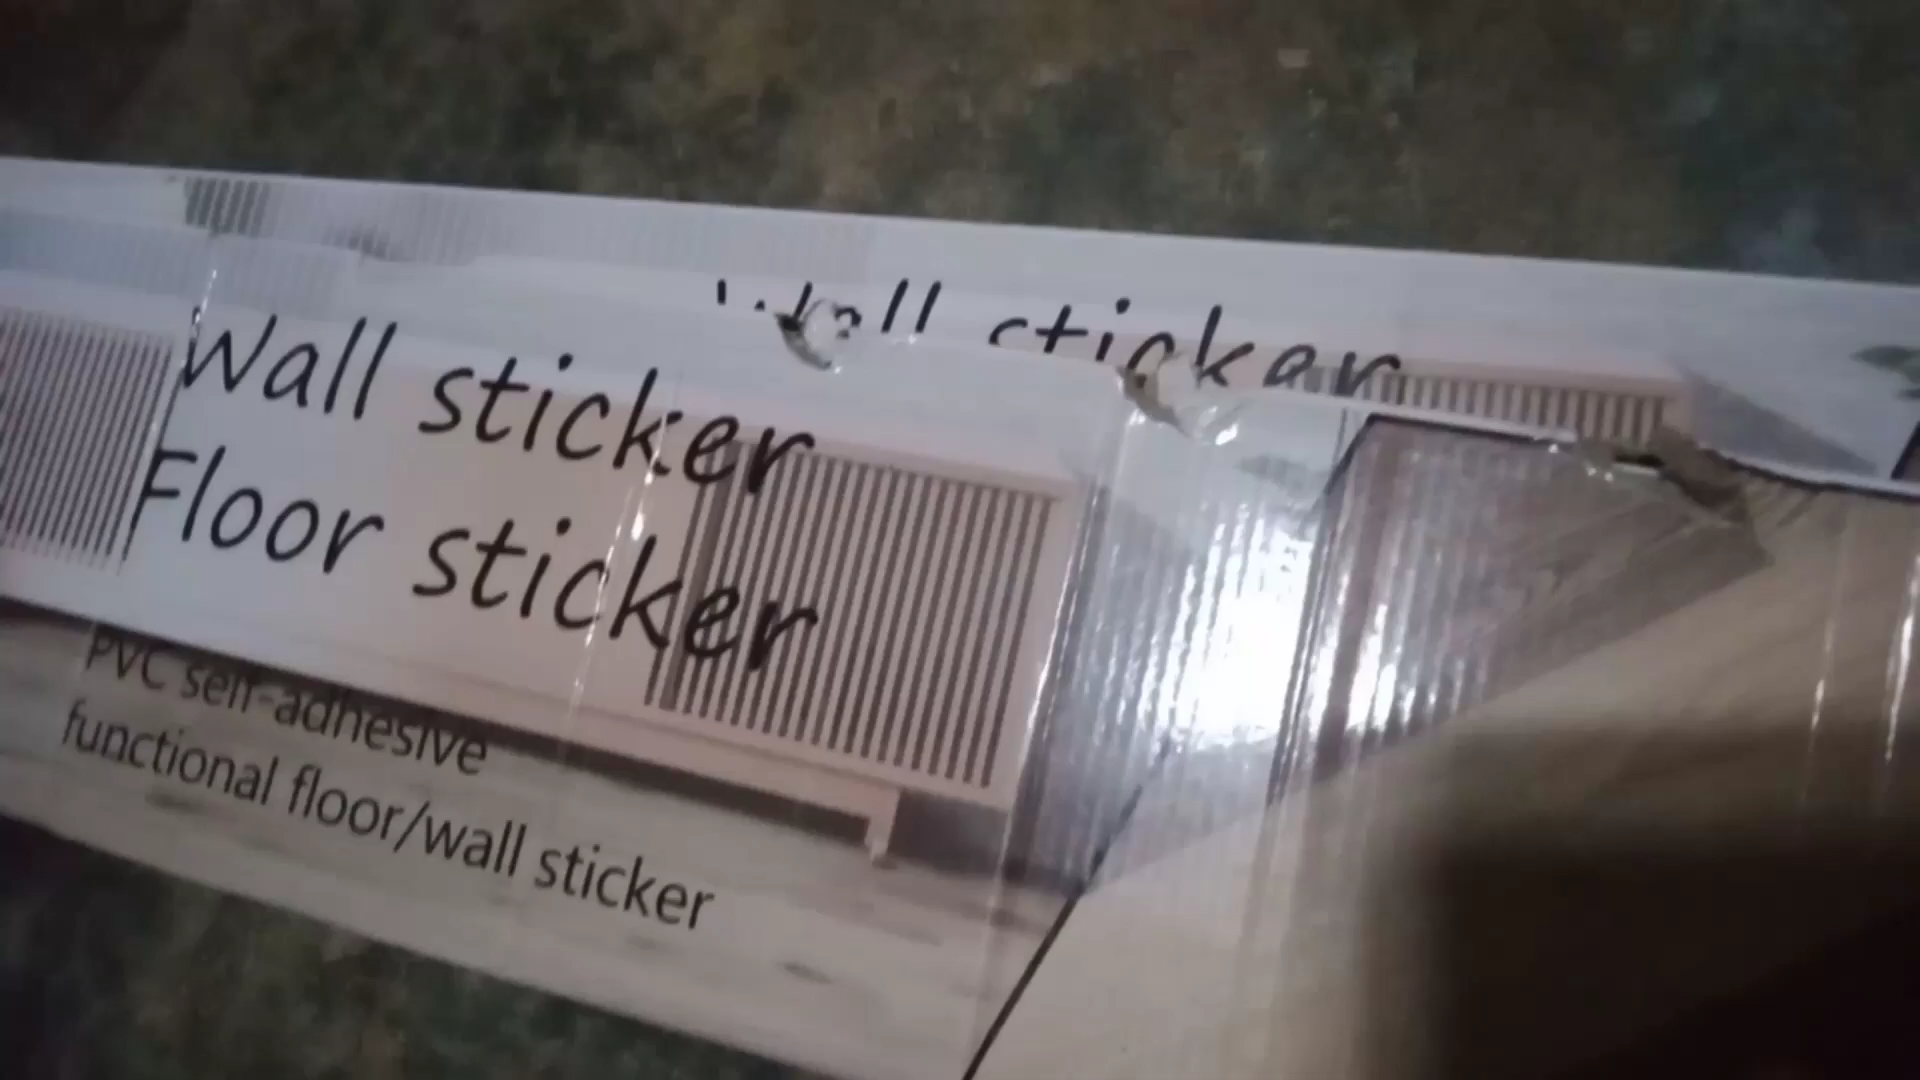 Wall sticker
Wall sticker
Floor sticker
PVC self-adhesive
functional floor/wall sticker